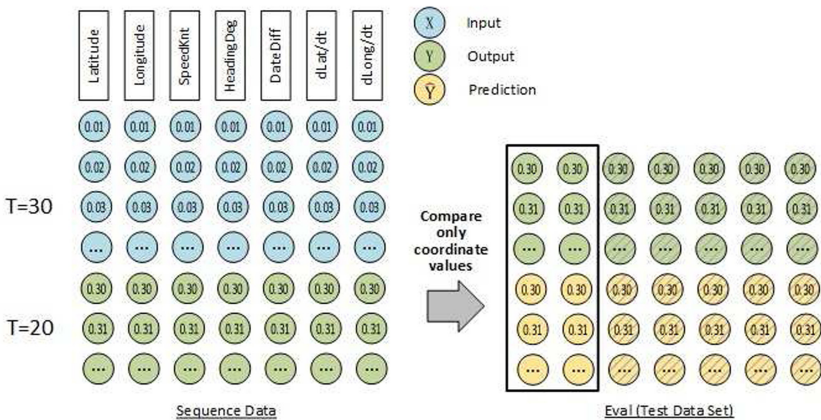 Latitude Longitude SpeedKnt HeadingDeg DateDiff dLat/dt dLong/dt
X Input
Y Output
Ŷ Prediction
0.01 0.01 0.01 0.01 0.01 0.01 0.01
0.02 0.02 0.02 0.02 0.02 0.02 0.02
T=30
0.03 0.03 0.03 0.03 0.03 0.03 0.03
... ... ... ... ... ... ...
0.30 0.30 0.30 0.30 0.30 0.30 0.30
T=20
0.31 0.31 0.31 0.31 0.31 0.31 0.31
... ... ... ... ... ... ...
Sequence Data
Compare
only
coordinate
values
0.30 0.30 0.30 0.30 0.30 0.30 0.30
0.31 0.31 0.31 0.31 0.31 0.31 0.31
... ... ... ... ... ... ...
0.30 0.30 0.30 0.30 0.30 0.30 0.30
0.31 0.31 0.31 0.31 0.31 0.31 0.31
... ... ... ... ... ... ...
Eval (Test Data Set)